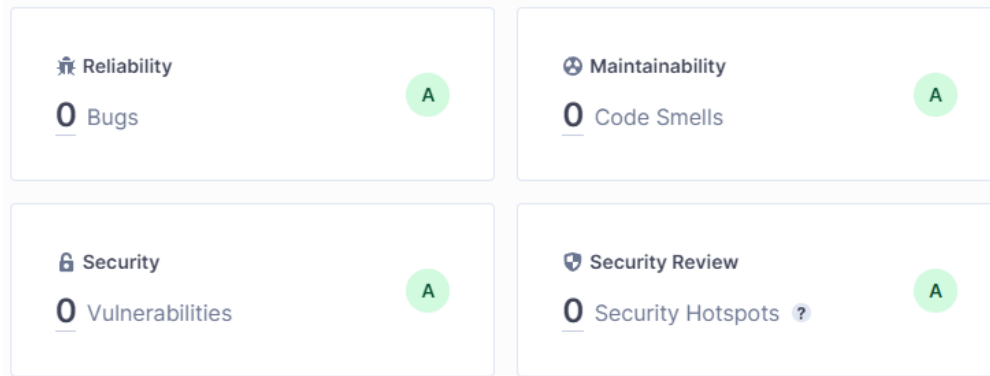 Reliability
0 Bugs
A
Maintainability
0 Code Smells
A
Security
0 Vulnerabilities
A
Security Review
0 Security Hotspots ?
A